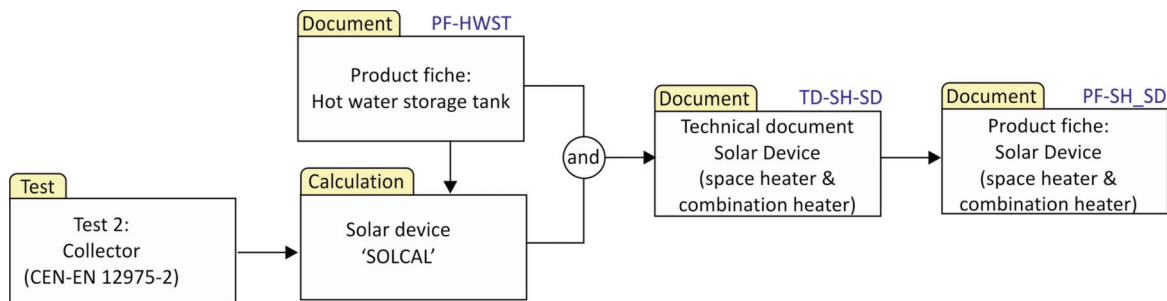 Document PF-HWST
Product fiche:
Hot water storage tank
Test
Test 2:
Collector
(CEN-EN 12975-2)
Calculation
Solar device
‘SOLCAL’
and
Document TD-SH-SD
Technical document
Solar Device
(space heater &
combination heater)
Document PF-SH_SD
Product fiche:
Solar Device
(space heater &
combination heater)